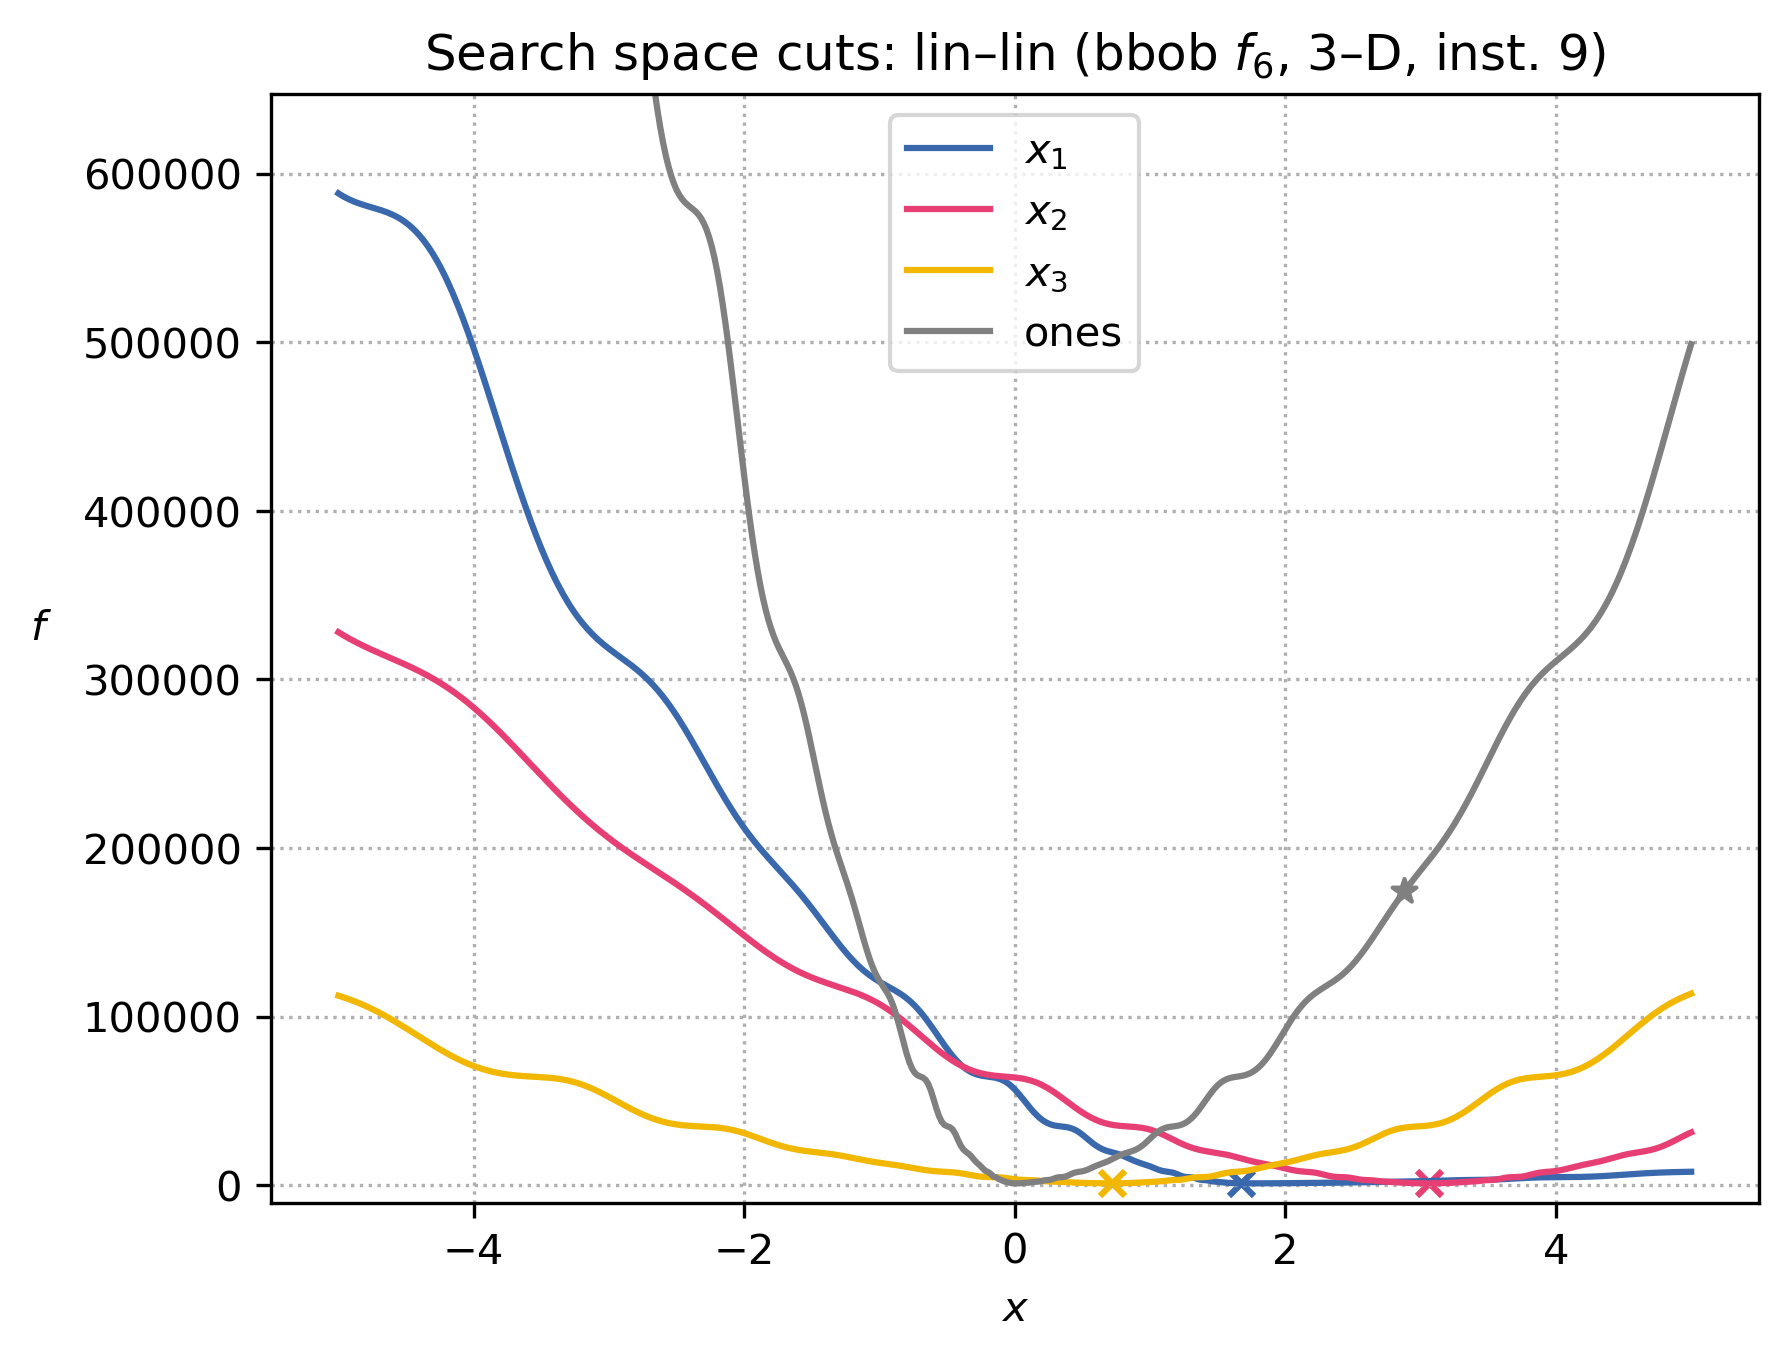 Search space cuts: lin–lin (bbob f₆, 3–D, inst. 9)
x₁
x₂
x₃
ones
600000
500000
400000
300000
200000
100000
0
f
−4 −2 0 2 4
x